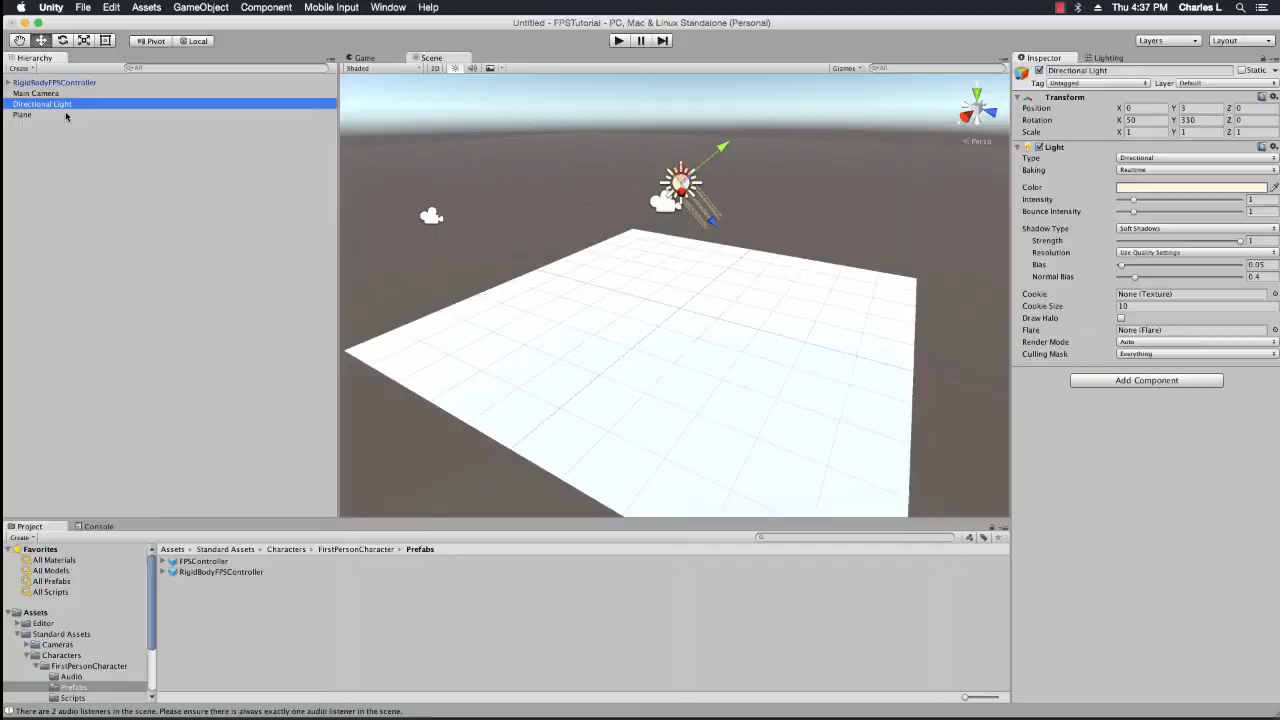 Unity File Edit Assets GameObject Component Mobile Input Window Help Thu 4:37 PM Charles L
Untitled - FPSTutorial - PC, Mac & Linux Standalone (Personal)
Pivot Local Layers Layout
Hierarchy
Create All
RigidBodyFPSController
Main Camera
Directional Light
Plane
Game Scene
Shaded 2D Gizmos All
Persp
Inspector Lighting
Directional Light Static
Tag Untagged Layer Default
Transform
Position X 0 Y 3 Z 0
Rotation X 50 Y 330 Z 0
Scale X 1 Y 1 Z 1
Light
Type Directional
Baking Realtime
Color
Intensity 1
Bounce Intensity 1
Shadow Type Soft Shadows
Strength 1
Resolution Use Quality Settings
Bias 0.05
Normal Bias 0.4
Cookie None (Texture)
Cookie Size 10
Draw Halo
Flare None (Flare)
Render Mode Auto
Culling Mask Everything
Add Component
Project Console
Create
Favorites
All Materials
All Models
All Prefabs
All Scripts
Assets
Editor
Standard Assets
Cameras
Characters
FirstPersonCharacter
Audio
Prefabs
Scripts
Assets Standard Assets Characters FirstPersonCharacter Prefabs
FPSController
RigidBodyFPSController
There are 2 audio listeners in the scene. Please ensure there is always exactly one audio listener in the scene.